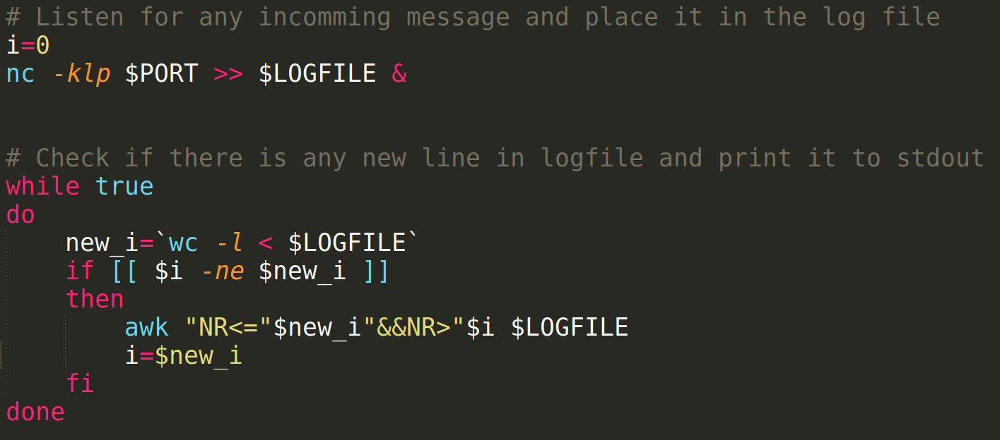 # Listen for any incomming message and place it in the log file
i=0
nc -klp $PORT >> $LOGFILE &
# Check if there is any new line in logfile and print it to stdout
while true
do
new_i=`wc -l < $LOGFILE`
if [[ $i -ne $new_i ]]
then
awk "NR<="$new_i"&&NR>"$i $LOGFILE
i=$new_i
fi
done